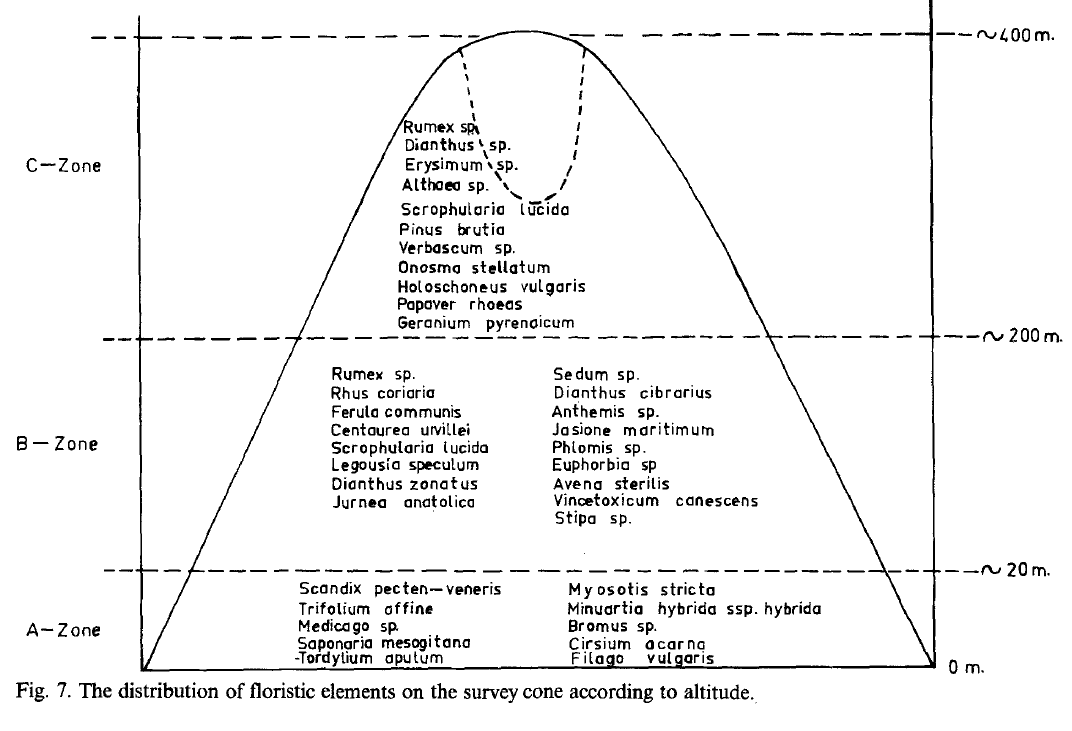 ~400 m.
C-Zone
Rumex sp.
Dianthus sp.
Erysimum sp.
Althaea sp.
Scrophularia lucida
Pinus brutia
Verbascum sp.
Onosma stellatum
Holoschoneus vulgaris
Papaver rhoeas
Geranium pyrenaicum
~200 m.
B-Zone
Rumex sp.
Rhus coriaria
Ferula communis
Centaurea urvillei
Scrophularia lucida
Legousia speculum
Dianthus zonatus
Jurnea anatolica
Sedum sp.
Dianthus cibrarius
Anthemis sp.
Jasione maritimum
Phlomis sp.
Euphorbia sp
Avena sterilis
Vincetoxicum canescens
Stipa sp.
~20 m.
A-Zone
Scandix pecten-veneris
Trifolium affine
Medicago sp.
Saponaria mesogitana
-Tordylium apulum
Myosotis stricta
Minuartia hybrida ssp. hybrida
Bromus sp.
Cirsium acarna
Filago vulgaris
0 m.
Fig. 7. The distribution of floristic elements on the survey cone according to altitude.